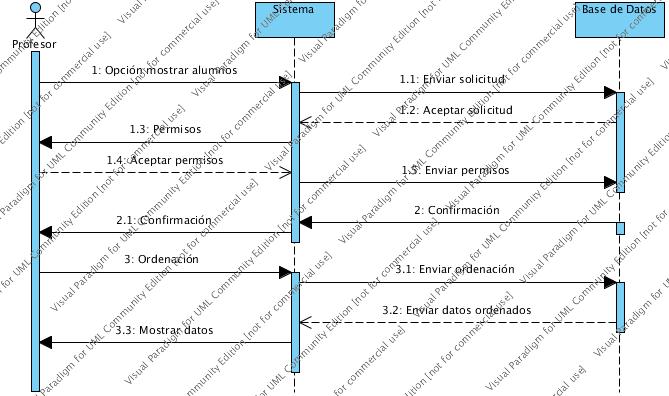 Profesor
Sistema
Base de Datos
1: Opción mostrar alumnos
1.1: Enviar solicitud
1.2: Aceptar solicitud
1.3: Permisos
1.4: Aceptar permisos
1.5: Enviar permisos
2: Confirmación
2.1: Confirmación
3: Ordenación
3.1: Enviar ordenación
3.2: Enviar datos ordenados
3.3: Mostrar datos
Visual Paradigm for UML Community Edition [not for commercial use]